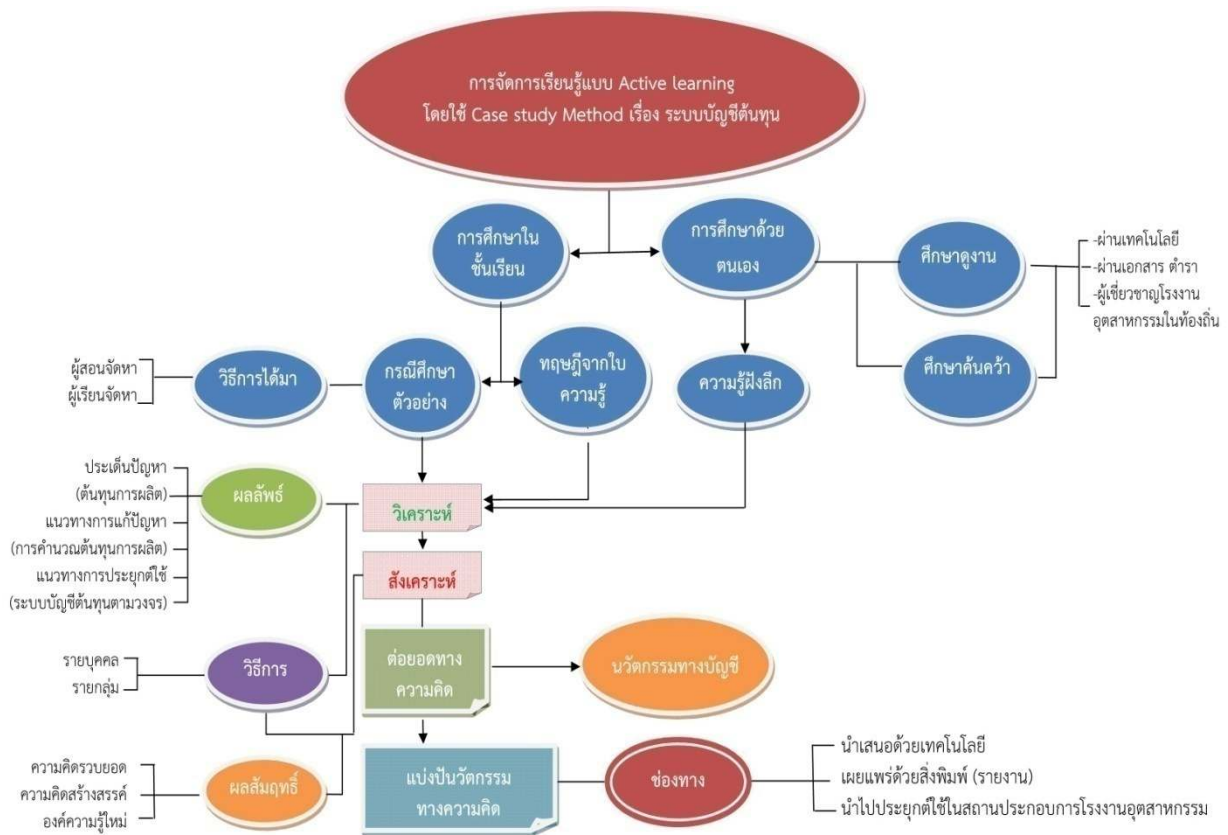 การจัดการเรียนรู้แบบ Active learning
โดยใช้ Case study Method เรื่อง ระบบบัญชีต้นทุน
การศึกษาใน
ชั้นเรียน
การศึกษาด้วย
ตนเอง
ศึกษาดูงาน
-ผ่านเทคโนโลยี
-ผ่านเอกสาร ตำรา
-ผู้เชี่ยวชาญโรงงาน
อุตสาหกรรมในท้องถิ่น
ผู้สอนจัดหา
ผู้เรียนจัดหา
วิธีการได้มา
กรณีศึกษา
ตัวอย่าง
ทฤษฎีจากใบ
ความรู้
ความรู้ฝังลึก
ศึกษาค้นคว้า
ประเด็นปัญหา
(ต้นทุนการผลิต)
แนวทางการแก้ปัญหา
(การคำนวณต้นทุนการผลิต)
แนวทางการประยุกต์ใช้
(ระบบบัญชีต้นทุนตามวงจร)
ผลลัพธ์
วิเคราะห์
สังเคราะห์
รายบุคคล
รายกลุ่ม
วิธีการ
ต่อยอดทาง
ความคิด
นวัตกรรมทางบัญชี
ความคิดรวบยอด
ความคิดสร้างสรรค์
องค์ความรู้ใหม่
ผลสัมฤทธิ์
แบ่งปันวัตกรรม
ทางความคิด
ช่องทาง
นำเสนอด้วยเทคโนโลยี
เผยแพร่ด้วยสิ่งพิมพ์ (รายงาน)
นำไปประยุกต์ใช้ในสถานประกอบการโรงงานอุตสาหกรรม